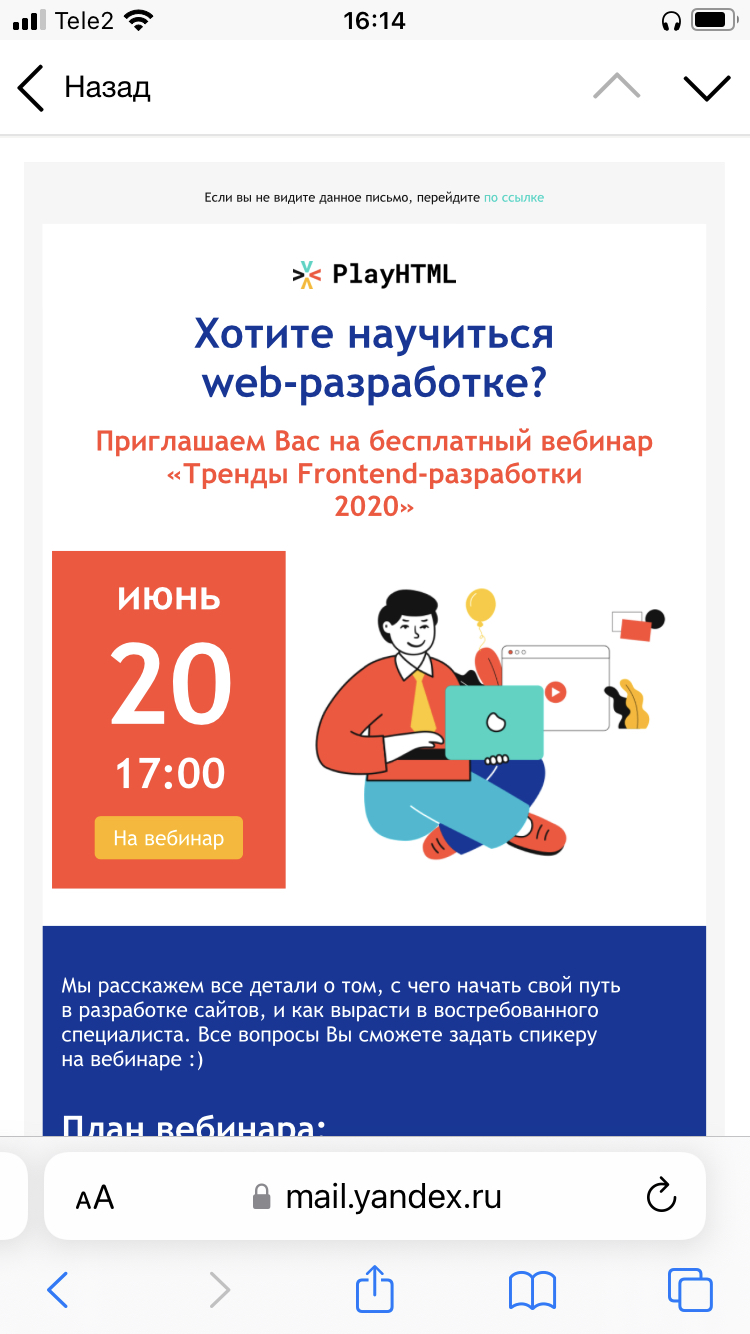 Tele2
16:14
Назад
Если вы не видите данное письмо, перейдите по ссылке
PlayHTML
Хотите научиться
web-разработке?
Приглашаем Вас на бесплатный вебинар
«Тренды Frontend-разработки
2020»
ИЮНЬ
20
17:00
На вебинар
Мы расскажем все детали о том, с чего начать свой путь
в разработке сайтов, и как вырасти в востребованного
специалиста. Все вопросы Вы сможете задать спикеру
на вебинаре :)
План вебинара:
AA
mail.yandex.ru